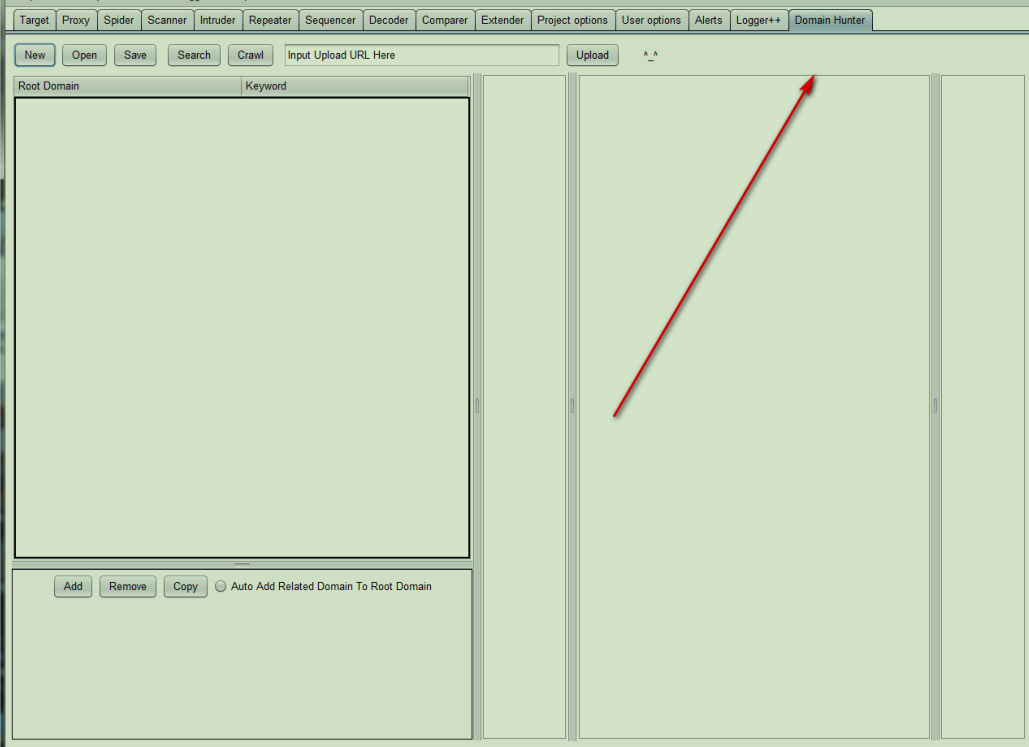 Target Proxy Spider Scanner Intruder Repeater Sequencer Decoder Comparer Extender Project options User options Alerts Logger++ Domain Hunter
New Open Save Search Crawl Input Upload URL Here Upload ^_^
Root Domain Keyword
Add Remove Copy Auto Add Related Domain To Root Domain